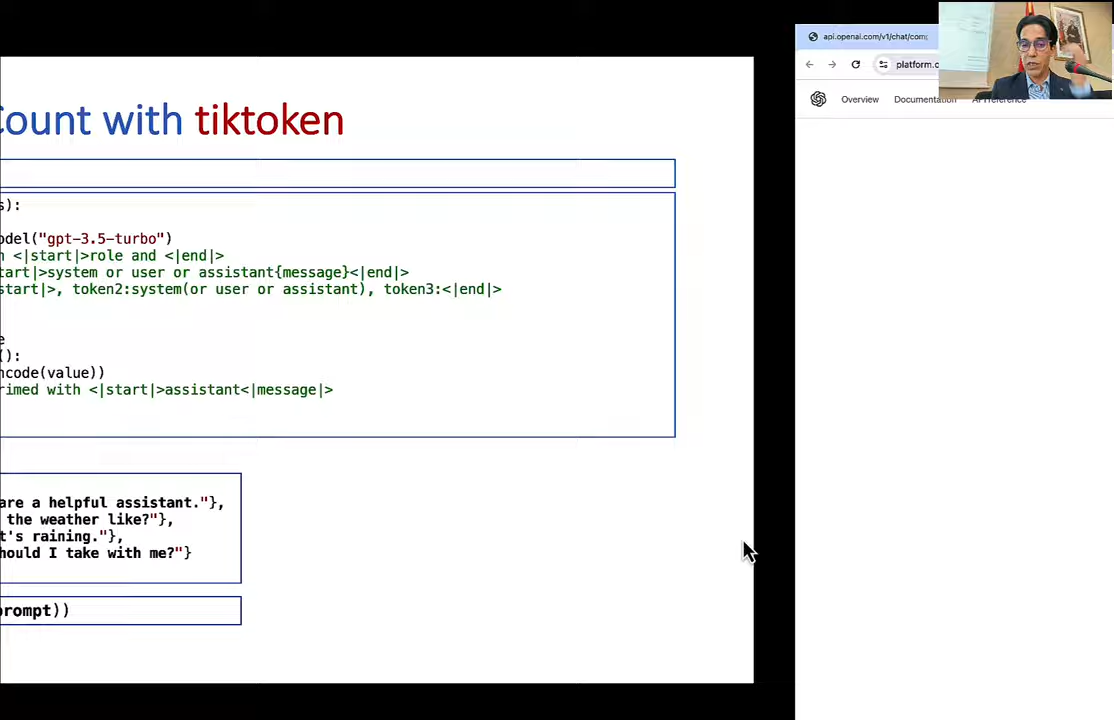 Count with tiktoken
s):
odel("gpt-3.5-turbo")
n <|start|>role and <|end|>
tart|>system or user or assistant{message}<|end|>
start|>, token2:system(or user or assistant), token3:<|end|>
e
():
ncode(value))
rimed with <|start|>assistant<|message|>
are a helpful assistant."},
the weather like?"},
t's raining."},
hould I take with me?"}
prompt))
api.openai.com/v1/chat/comp
platform.o
Overview Documentation API reference